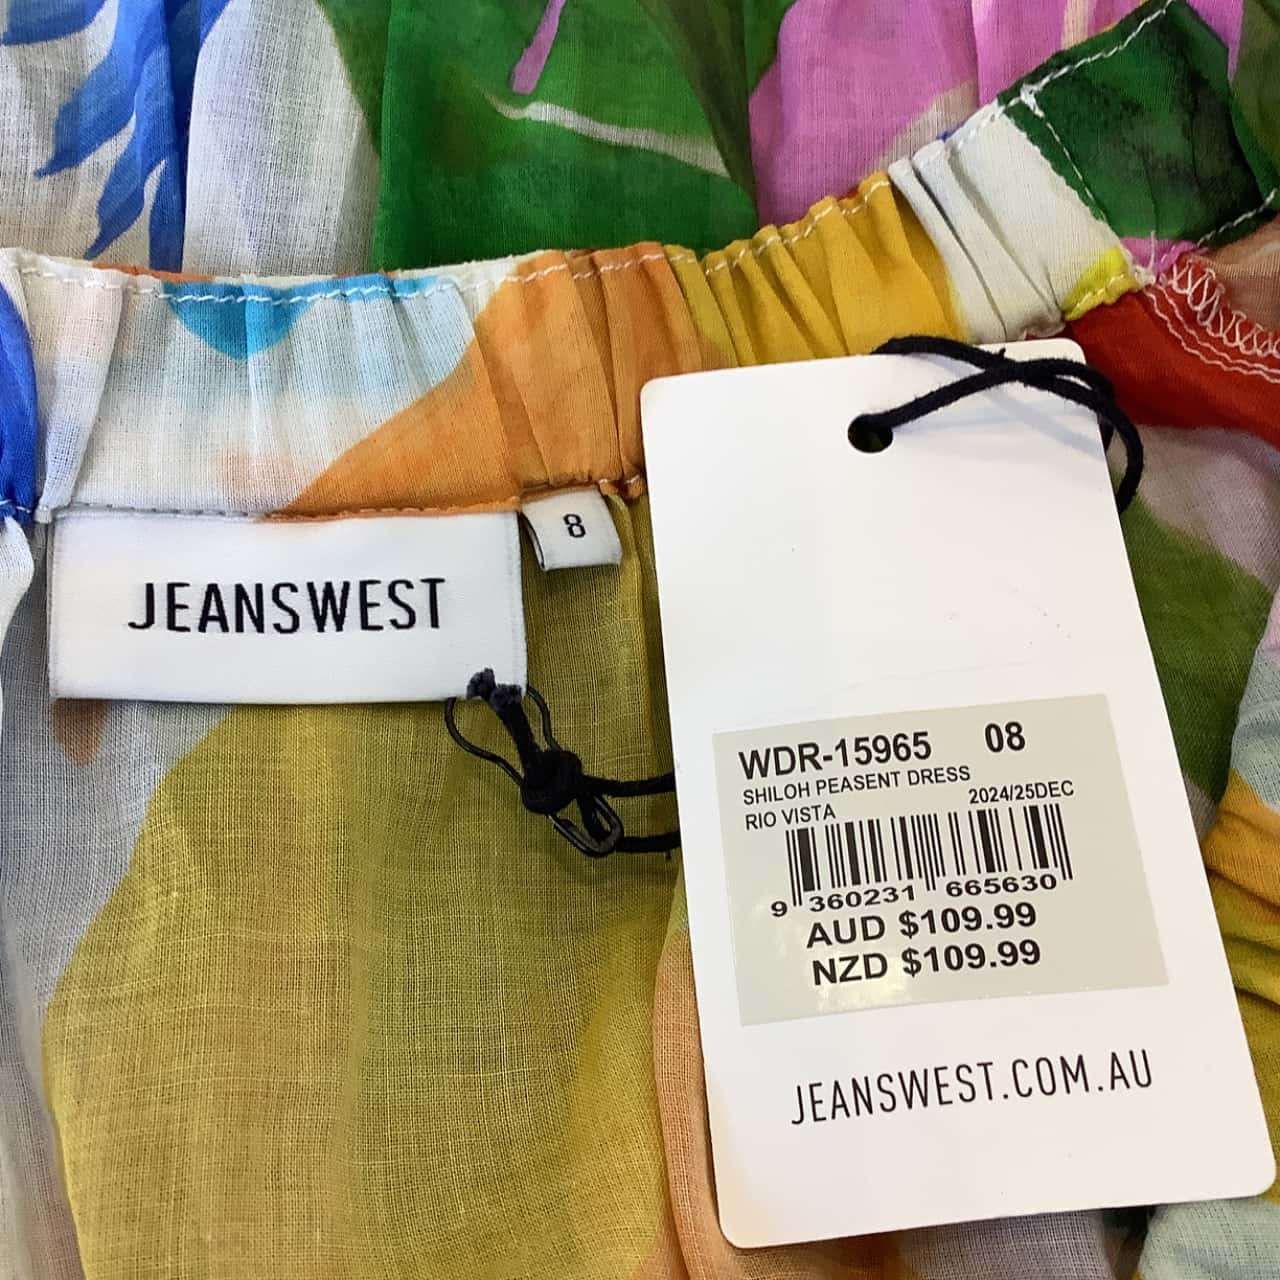 JEANSWEST
8
WDR-15965 08
SHILOH PEASENT DRESS
2024/25DEC
RIO VISTA
9 360231 665630
AUD $109.99
NZD $109.99
JEANSWEST.COM.AU